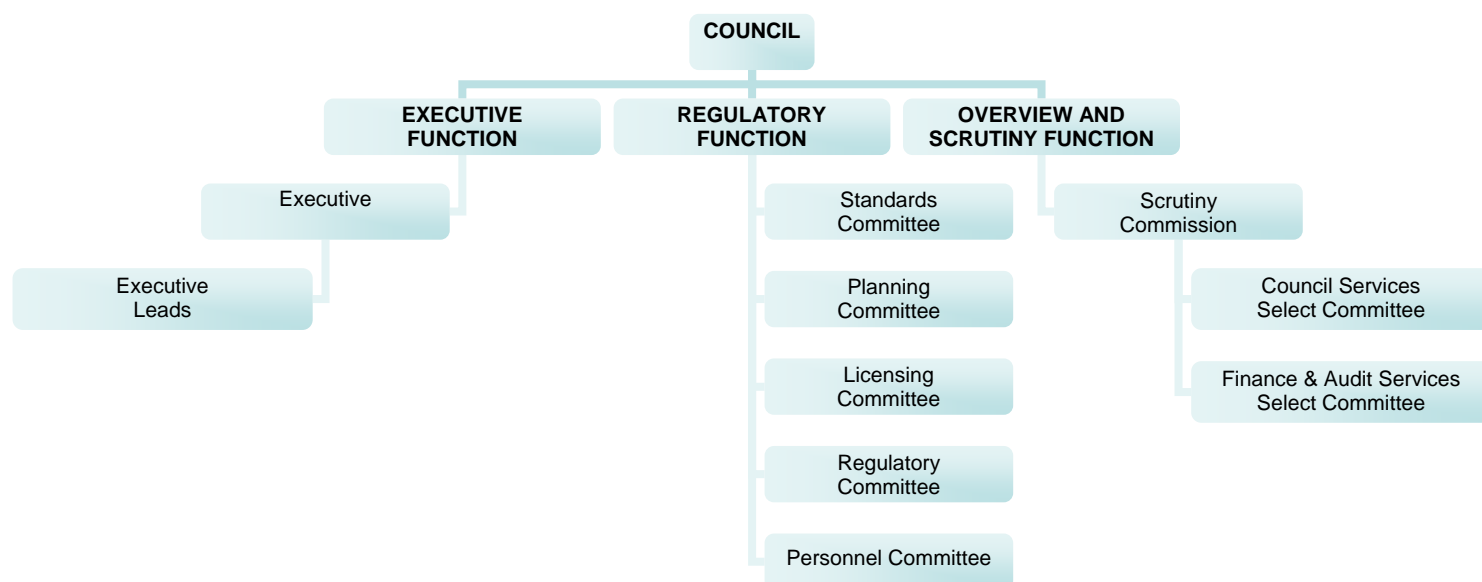 COUNCIL
EXECUTIVE
FUNCTION
REGULATORY
FUNCTION
OVERVIEW AND
SCRUTINY FUNCTION
Executive
Executive
Leads
Standards
Committee
Planning
Committee
Licensing
Committee
Regulatory
Committee
Personnel Committee
Scrutiny
Commission
Council Services
Select Committee
Finance & Audit Services
Select Committee